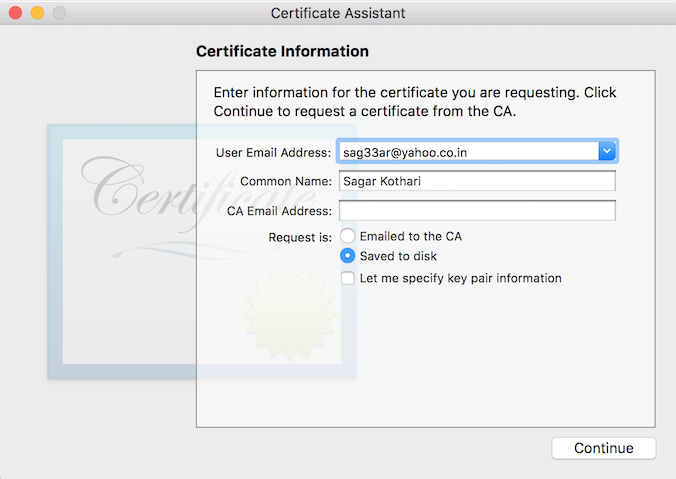 Certificate Assistant
Certificate Information
Enter information for the certificate you are requesting. Click
Continue to request a certificate from the CA.
Certificate
User Email Address: sag33ar@yahoo.co.in
Common Name: Sagar Kothari
CA Email Address:
Request is: Emailed to the CA
Saved to disk
Let me specify key pair information
Continue